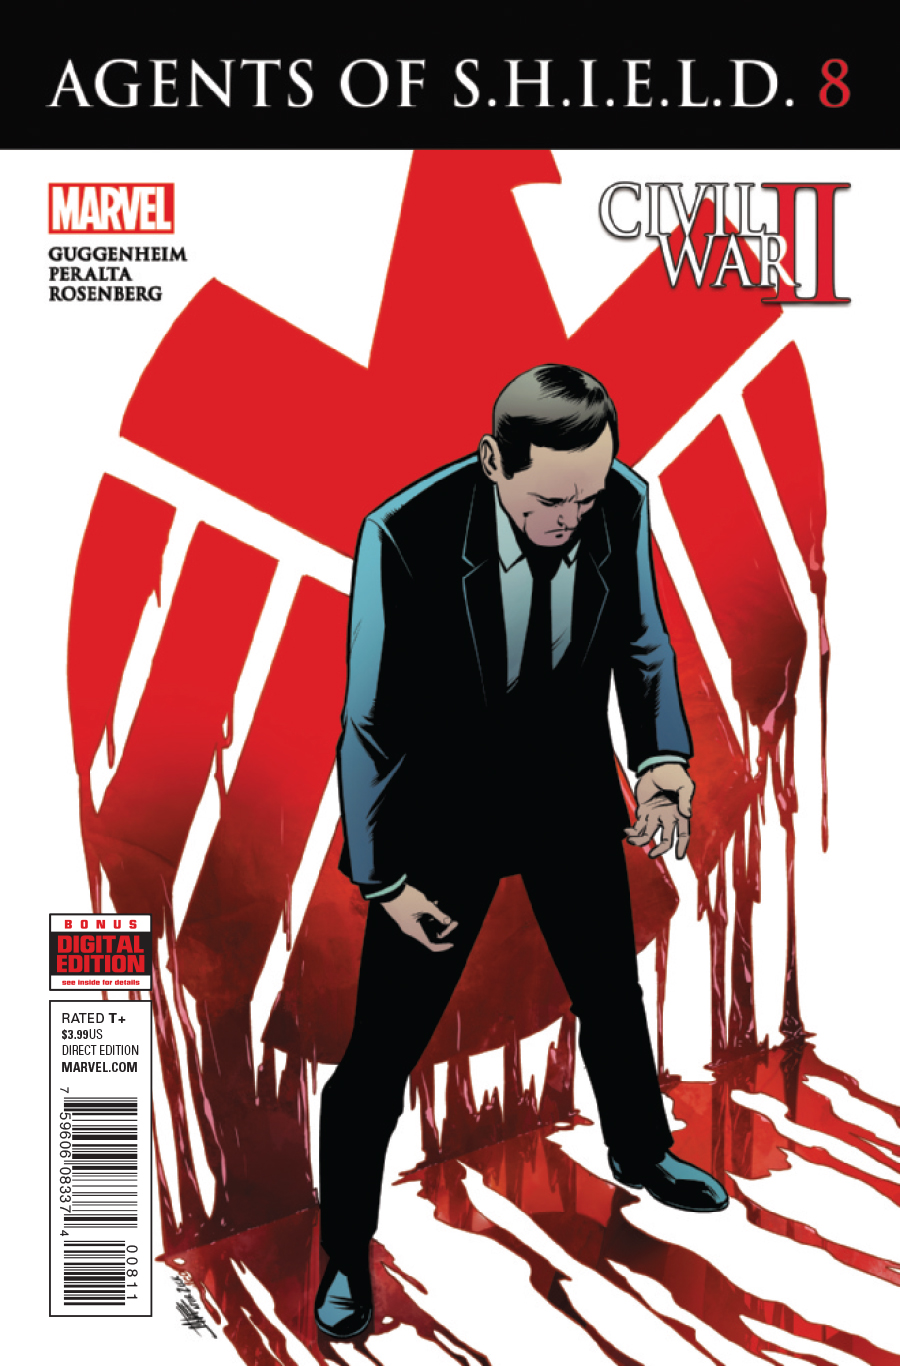 AGENTS OF S.H.I.E.L.D. 8
MARVEL
GUGGENHEIM
PERALTA
ROSENBERG
CIVIL
WAR II
BONUS
DIGITAL
EDITION
see inside for details
RATED T+
$3.99US
DIRECT EDITION
MARVEL.COM
7 59606 08337 4
00811